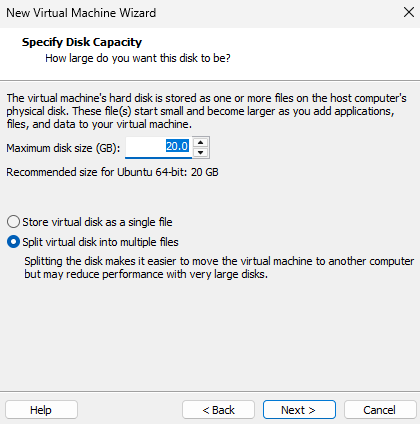 New Virtual Machine Wizard
Specify Disk Capacity
How large do you want this disk to be?
The virtual machine's hard disk is stored as one or more files on the host computer's
physical disk. These file(s) start small and become larger as you add applications,
files, and data to your virtual machine.
Maximum disk size (GB): 20.0
Recommended size for Ubuntu 64-bit: 20 GB
Store virtual disk as a single file
Split virtual disk into multiple files
Splitting the disk makes it easier to move the virtual machine to another computer
but may reduce performance with very large disks.
Help < Back Next > Cancel